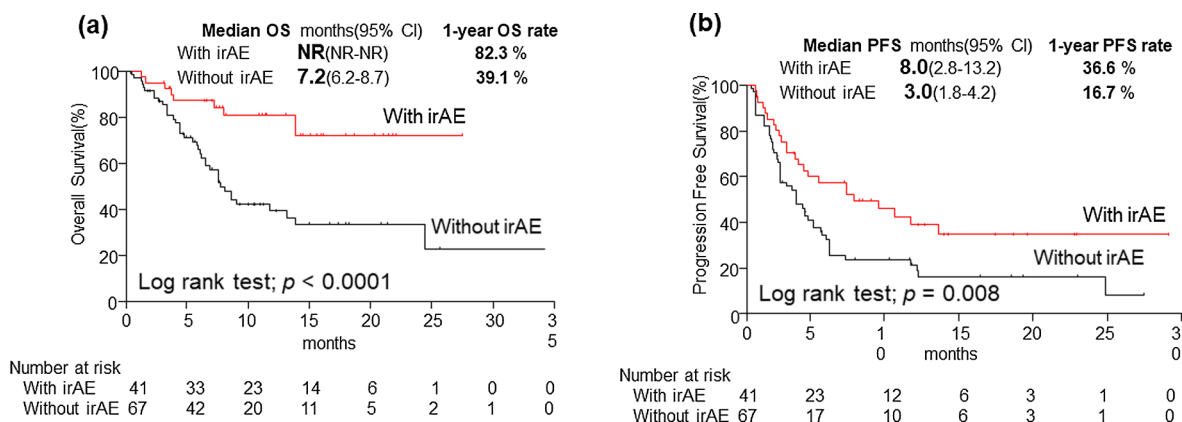 (a)
Median OS months(95% CI) 1-year OS rate
With irAE NR(NR-NR) 82.3 %
Without irAE 7.2(6.2-8.7) 39.1 %
Overall Survival(%)
100
80
60
40
20
With irAE
Without irAE
Log rank test; p < 0.0001
0 5 10 15 20 25 30 3
5
months
Number at risk
With irAE 41 33 23 14 6 1 0 0
Without irAE 67 42 20 11 5 2 1 0
(b)
Median PFS months(95% CI) 1-year PFS rate
With irAE 8.0(2.8-13.2) 36.6 %
Without irAE 3.0(1.8-4.2) 16.7 %
Progression Free Survival(%)
100
80
60
40
20
0
With irAE
Without irAE
Log rank test; p = 0.008
0 5 1 15 20 25 3
0 0
months
Number at risk
With irAE 41 23 12 6 3 1 0
Without irAE 67 17 10 6 3 1 0